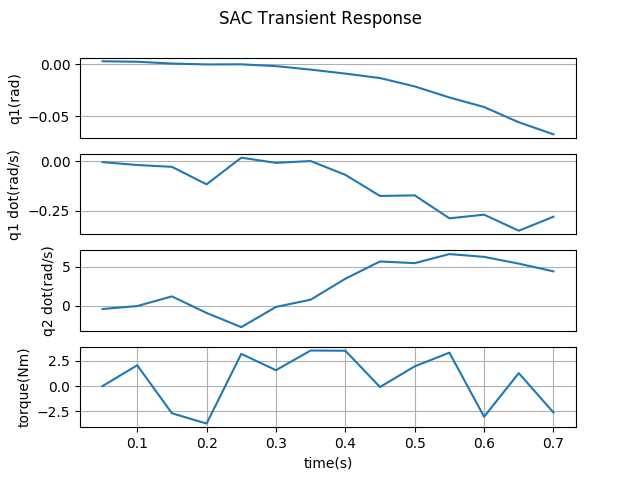 SAC Transient Response
q1(rad)
0.00
−0.05
q1 dot(rad/s)
0.00
−0.25
q2 dot(rad/s)
5
0
torque(Nm)
2.5
0.0
−2.5
0.1 0.2 0.3 0.4 0.5 0.6 0.7
time(s)